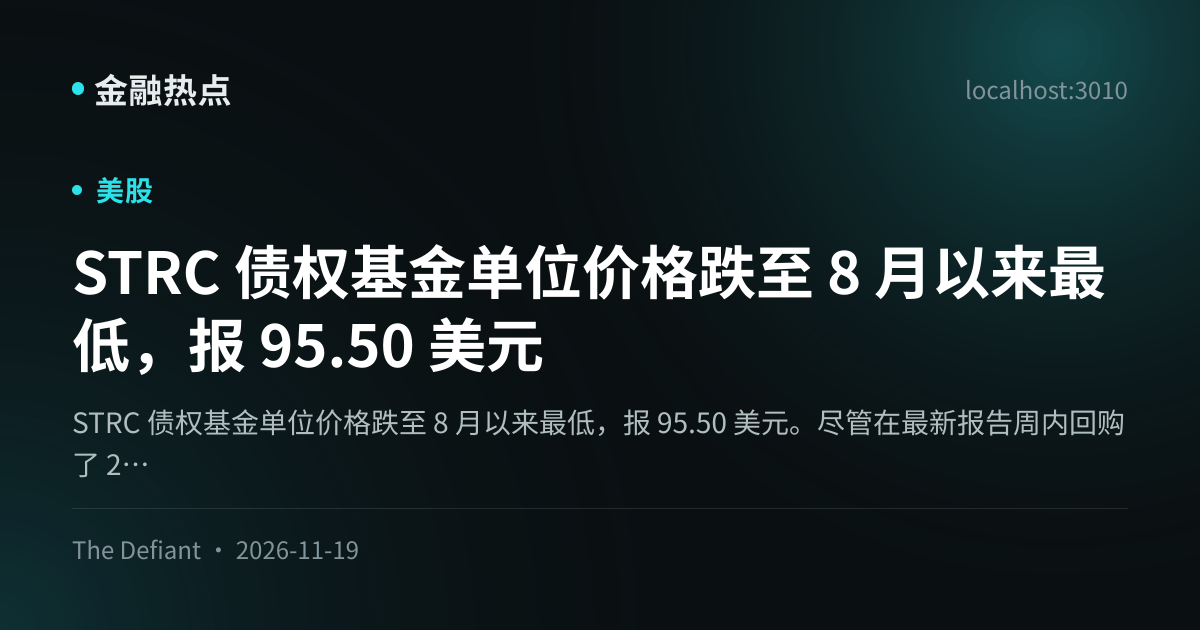 金融热点
localhost:3010
美股
STRC 债权基金单位价格跌至 8 月以来最
低，报 95.50 美元
STRC 债权基金单位价格跌至 8 月以来最低，报 95.50 美元。尽管在最新报告周内回购
了 2…
The Defiant · 2026-11-19